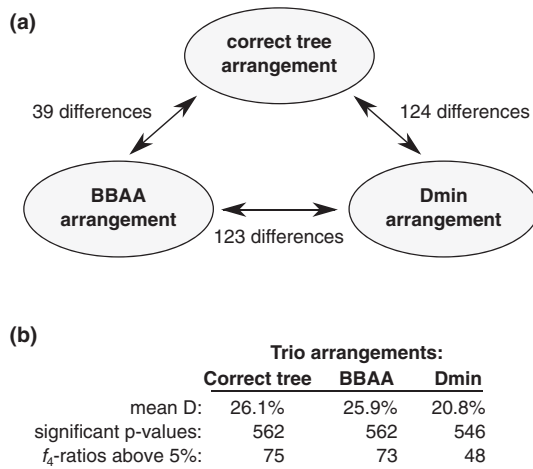 (a)
correct tree
arrangement
39 differences
124 differences
BBAA
arrangement
Dmin
arrangement
123 differences
(b)
Trio arrangements:
Correct tree BBAA Dmin
mean D: 26.1% 25.9% 20.8%
significant p-values: 562 562 546
f4-ratios above 5%: 75 73 48